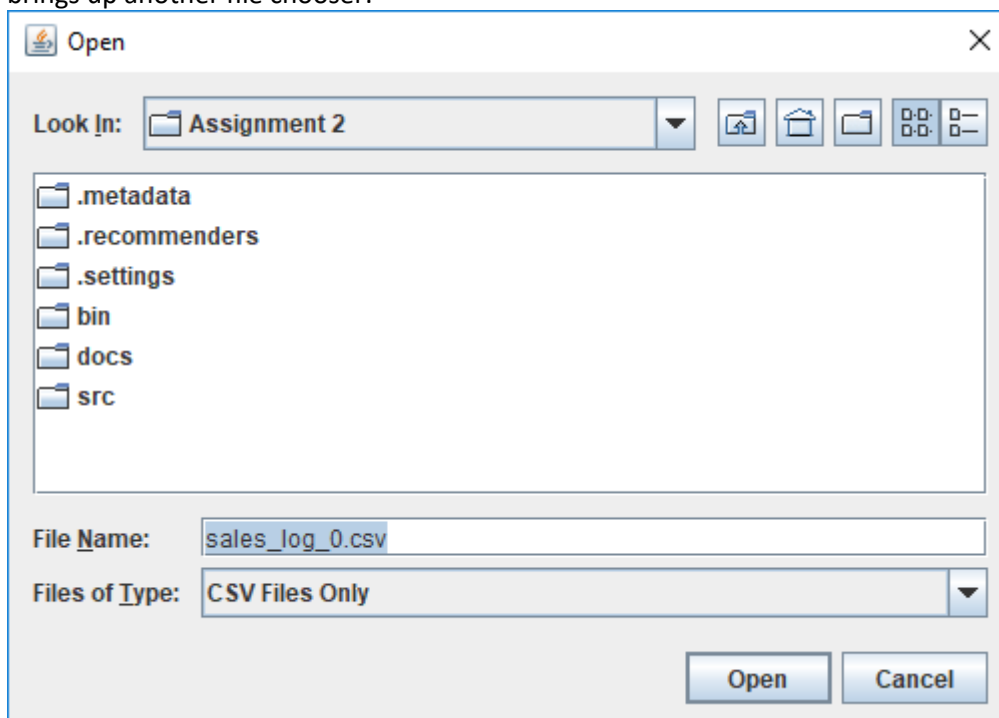 brings up another file chooser.
Open
Look In: Assignment 2
.metadata
.recommenders
.settings
bin
docs
src
File Name: sales_log_0.csv
Files of Type: CSV Files Only
Open Cancel